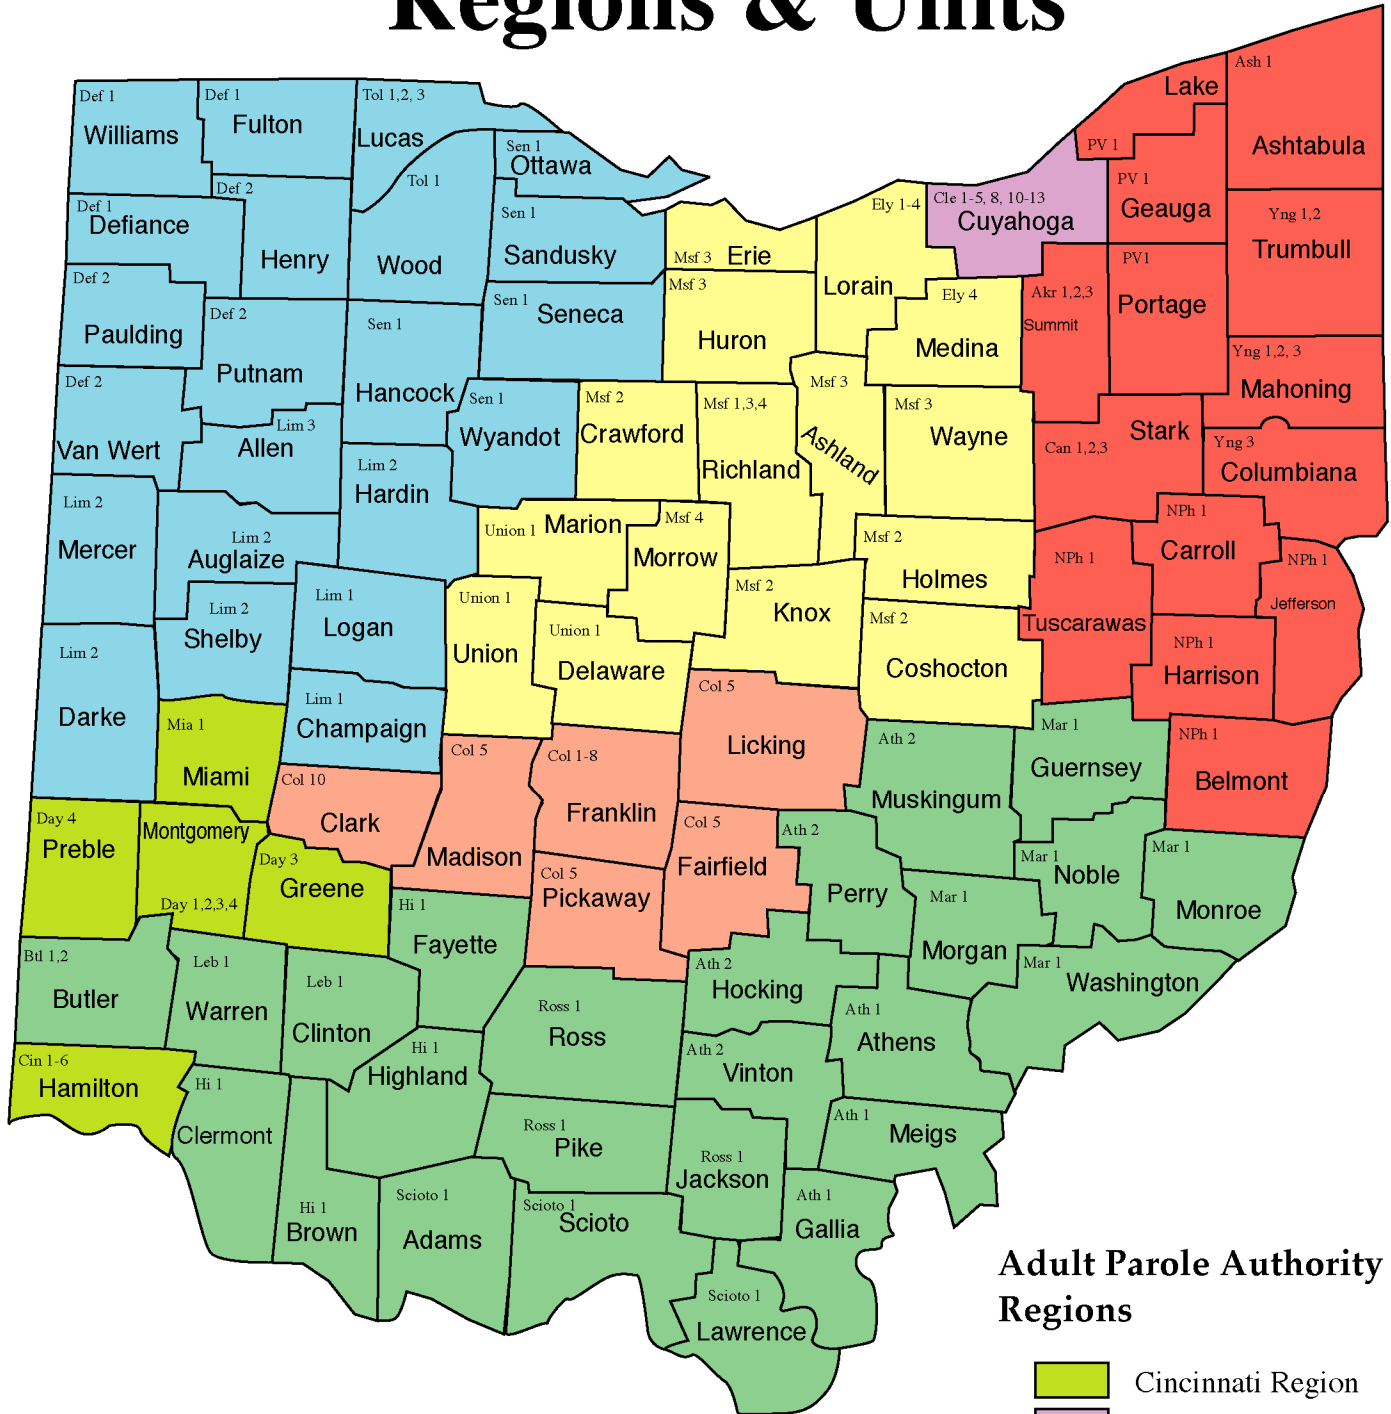 Regions & Units
Def 1
Williams
Def 1
Fulton
Tol 1,2, 3
Lucas
Sen 1
Ottawa
Tol 1
Wood
Def 2
Henry
Def 1
Defiance
Sen 1
Sandusky
Def 2
Paulding
Def 2
Putnam
Sen 1
Hancock
Sen 1
Seneca
Def 2
Van Wert
Lim 3
Allen
Sen 1
Wyandot
Lim 2
Hardin
Lim 2
Mercer
Lim 2
Auglaize
Lim 2
Shelby
Lim 1
Logan
Lim 2
Darke
Lim 1
Champaign
Msf 3
Erie
Ely 1-4
Lorain
Msf 3
Huron
Ely 4
Medina
Msf 2
Crawford
Msf 1,3,4
Richland
Msf 3
Ashland
Msf 3
Wayne
Union 1
Marion
Msf 4
Morrow
Msf 2
Holmes
Msf 2
Knox
Union 1
Union
Union 1
Delaware
Msf 2
Coshocton
Cle 1-5, 8, 10-13
Cuyahoga
Lake
PV 1
Ash 1
Ashtabula
PV 1
Geauga
Yng 1,2
Trumbull
PV1
Portage
Akr 1,2,3
Summit
Yng 1,2, 3
Mahoning
Can 1,2,3
Stark
Yng 3
Columbiana
NPh 1
Carroll
NPh 1
Jefferson
NPh 1
Tuscarawas
NPh 1
Harrison
NPh 1
Belmont
Mia 1
Miami
Day 4
Preble
Montgomery
Day 1,2,3,4
Day 3
Greene
Cin 1-6
Hamilton
Col 10
Clark
Col 5
Madison
Col 1-8
Franklin
Col 5
Licking
Col 5
Fairfield
Col 5
Pickaway
Ath 2
Muskingum
Mar 1
Guernsey
Mar 1
Noble
Mar 1
Monroe
Ath 2
Perry
Mar 1
Morgan
Mar 1
Washington
Hi 1
Fayette
Btl 1,2
Butler
Leb 1
Warren
Leb 1
Clinton
Ath 2
Hocking
Ross 1
Ross
Ath 1
Athens
Hi 1
Highland
Ath 2
Vinton
Hi 1
Clermont
Ross 1
Pike
Ath 1
Meigs
Ross 1
Jackson
Hi 1
Brown
Scioto 1
Adams
Scioto 1
Scioto
Ath 1
Gallia
Scioto 1
Lawrence
Adult Parole Authority
Regions
Cincinnati Region